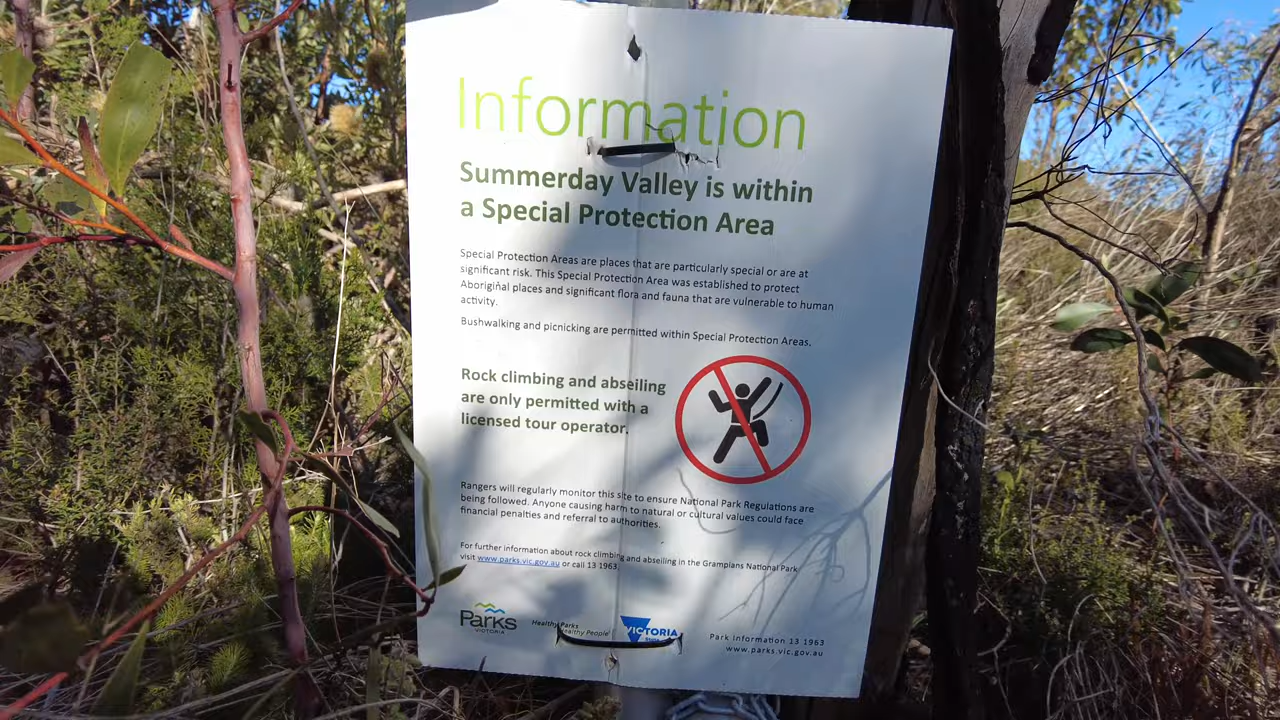 Information
Summerday Valley is within
a Special Protection Area
Special Protection Areas are places that are particularly special or are at
significant risk. This Special Protection Area was established to protect
Aboriginal places and significant flora and fauna that are vulnerable to human
activity.
Bushwalking and picnicking are permitted within Special Protection Areas.
Rock climbing and abseiling
are only permitted with a
licensed tour operator.
Rangers will regularly monitor this site to ensure National Park Regulations are
being followed. Anyone causing harm to natural or cultural values could face
financial penalties and referral to authorities.
For further information about rock climbing and abseiling in the Grampians National Park
visit www.parks.vic.gov.au or call 13 1963.
Parks
VICTORIA
Healthy Parks
Healthy People
VICTORIA
Park Information 13 1963
www.parks.vic.gov.au